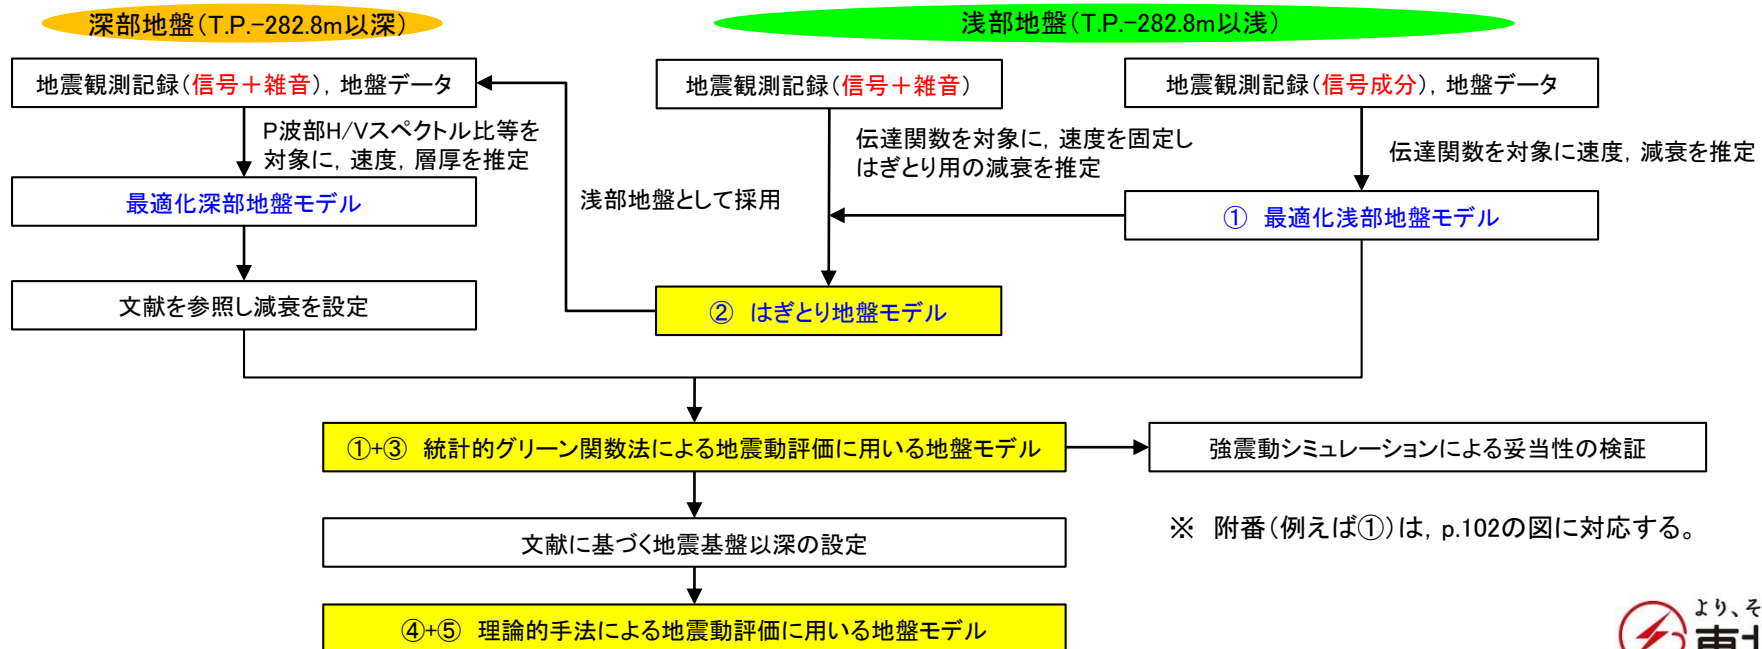 深部地盤(T.P.-282.8m以深)
浅部地盤(T.P.-282.8m以浅)
地震観測記録(信号+雑音), 地盤データ
地震観測記録(信号+雑音)
地震観測記録(信号成分), 地盤データ
P波部H/Vスペクトル比等を
対象に, 速度, 層厚を推定
伝達関数を対象に, 速度を固定し
はぎとり用の減衰を推定
伝達関数を対象に速度, 減衰を推定
最適化深部地盤モデル
浅部地盤として採用
① 最適化浅部地盤モデル
文献を参照し減衰を設定
② はぎとり地盤モデル
①+③ 統計的グリーン関数法による地震動評価に用いる地盤モデル
強震動シミュレーションによる妥当性の検証
文献に基づく地震基盤以深の設定
※ 附番(例えば①)は, p.102の図に対応する。
④+⑤ 理論的手法による地震動評価に用いる地盤モデル
より、そ
東北